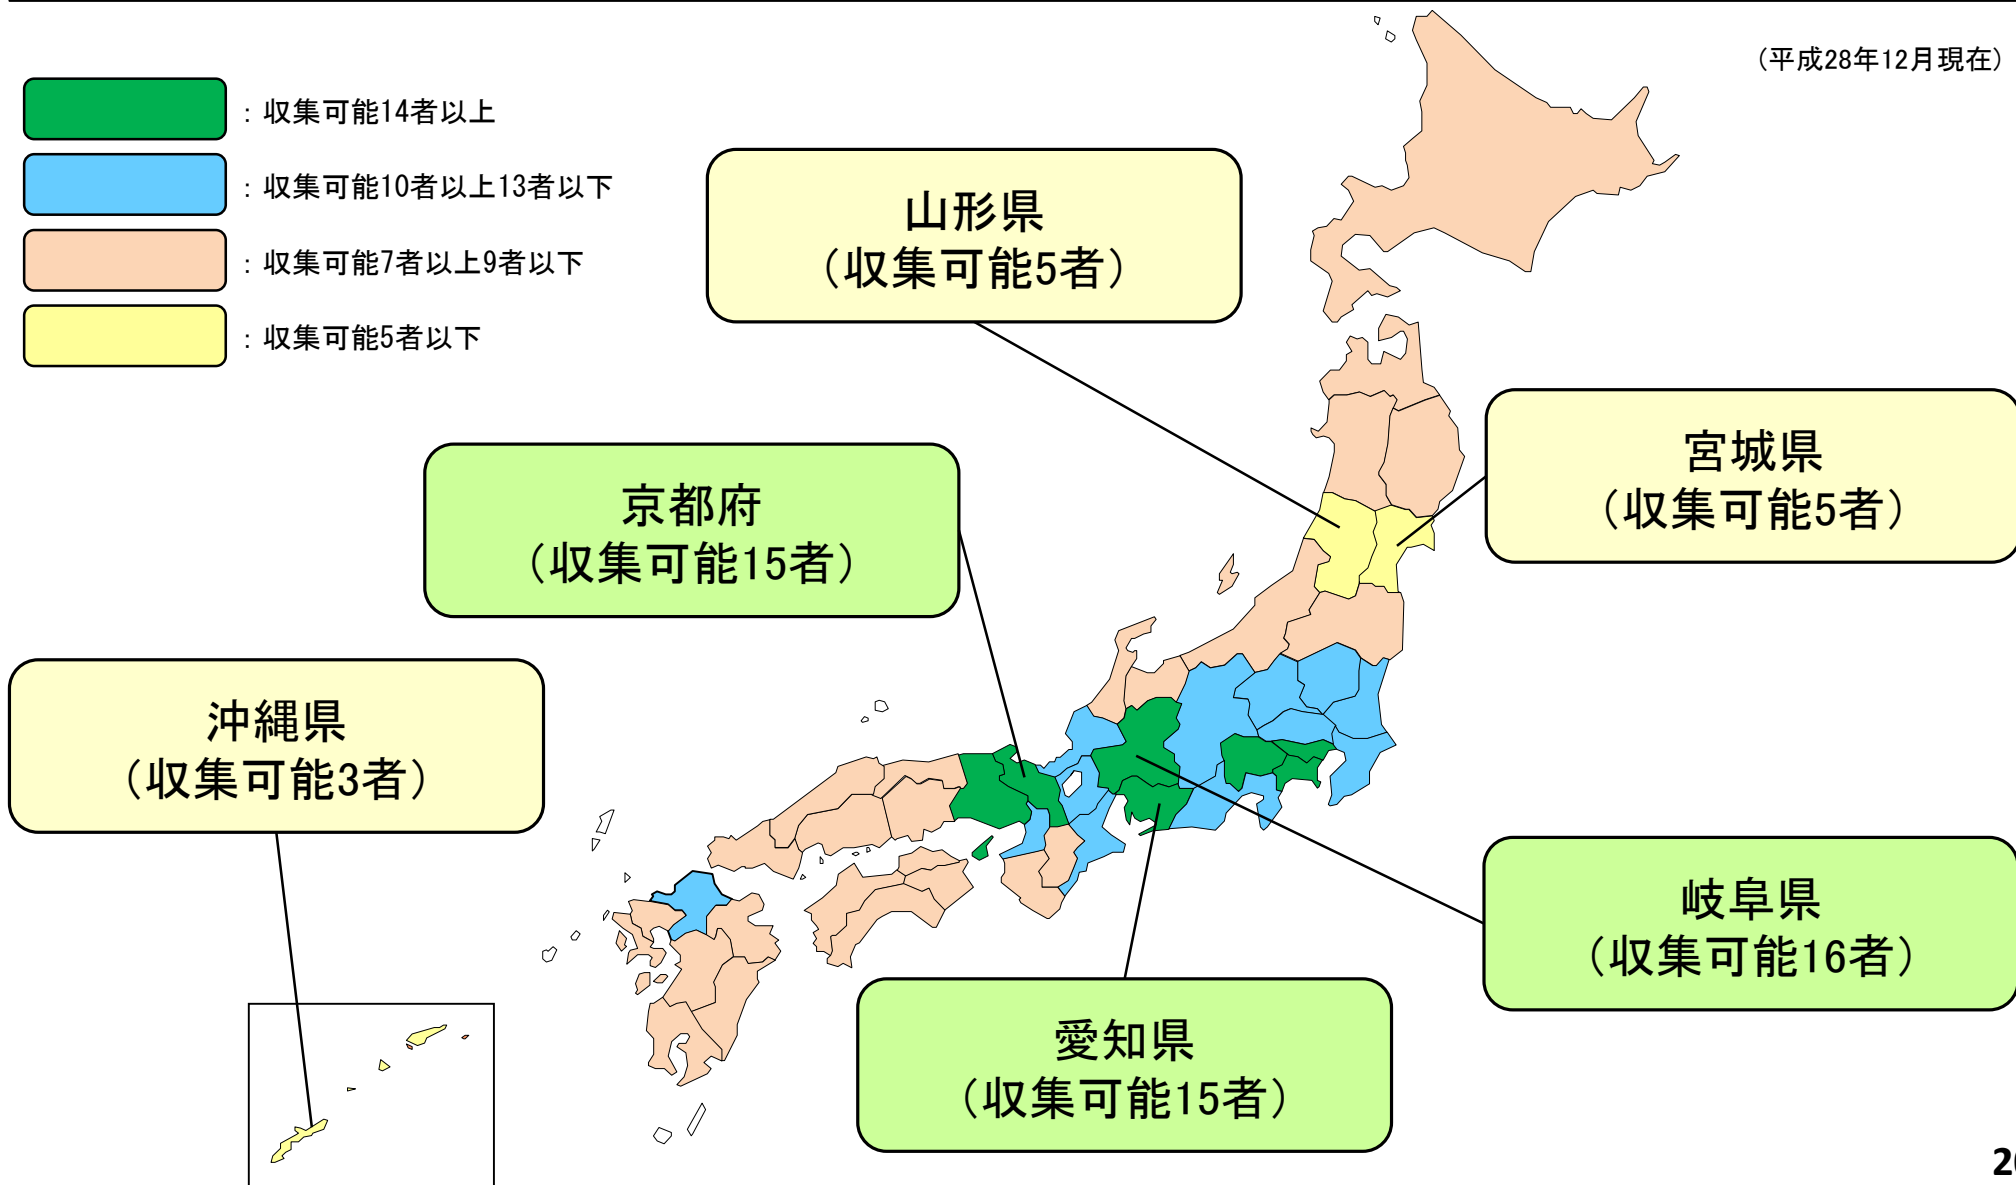 （平成28年12月現在）
：収集可能14者以上
：収集可能10者以上13者以下
：収集可能7者以上9者以下
：収集可能5者以下
山形県
（収集可能5者）
宮城県
（収集可能5者）
京都府
（収集可能15者）
沖縄県
（収集可能3者）
岐阜県
（収集可能16者）
愛知県
（収集可能15者）